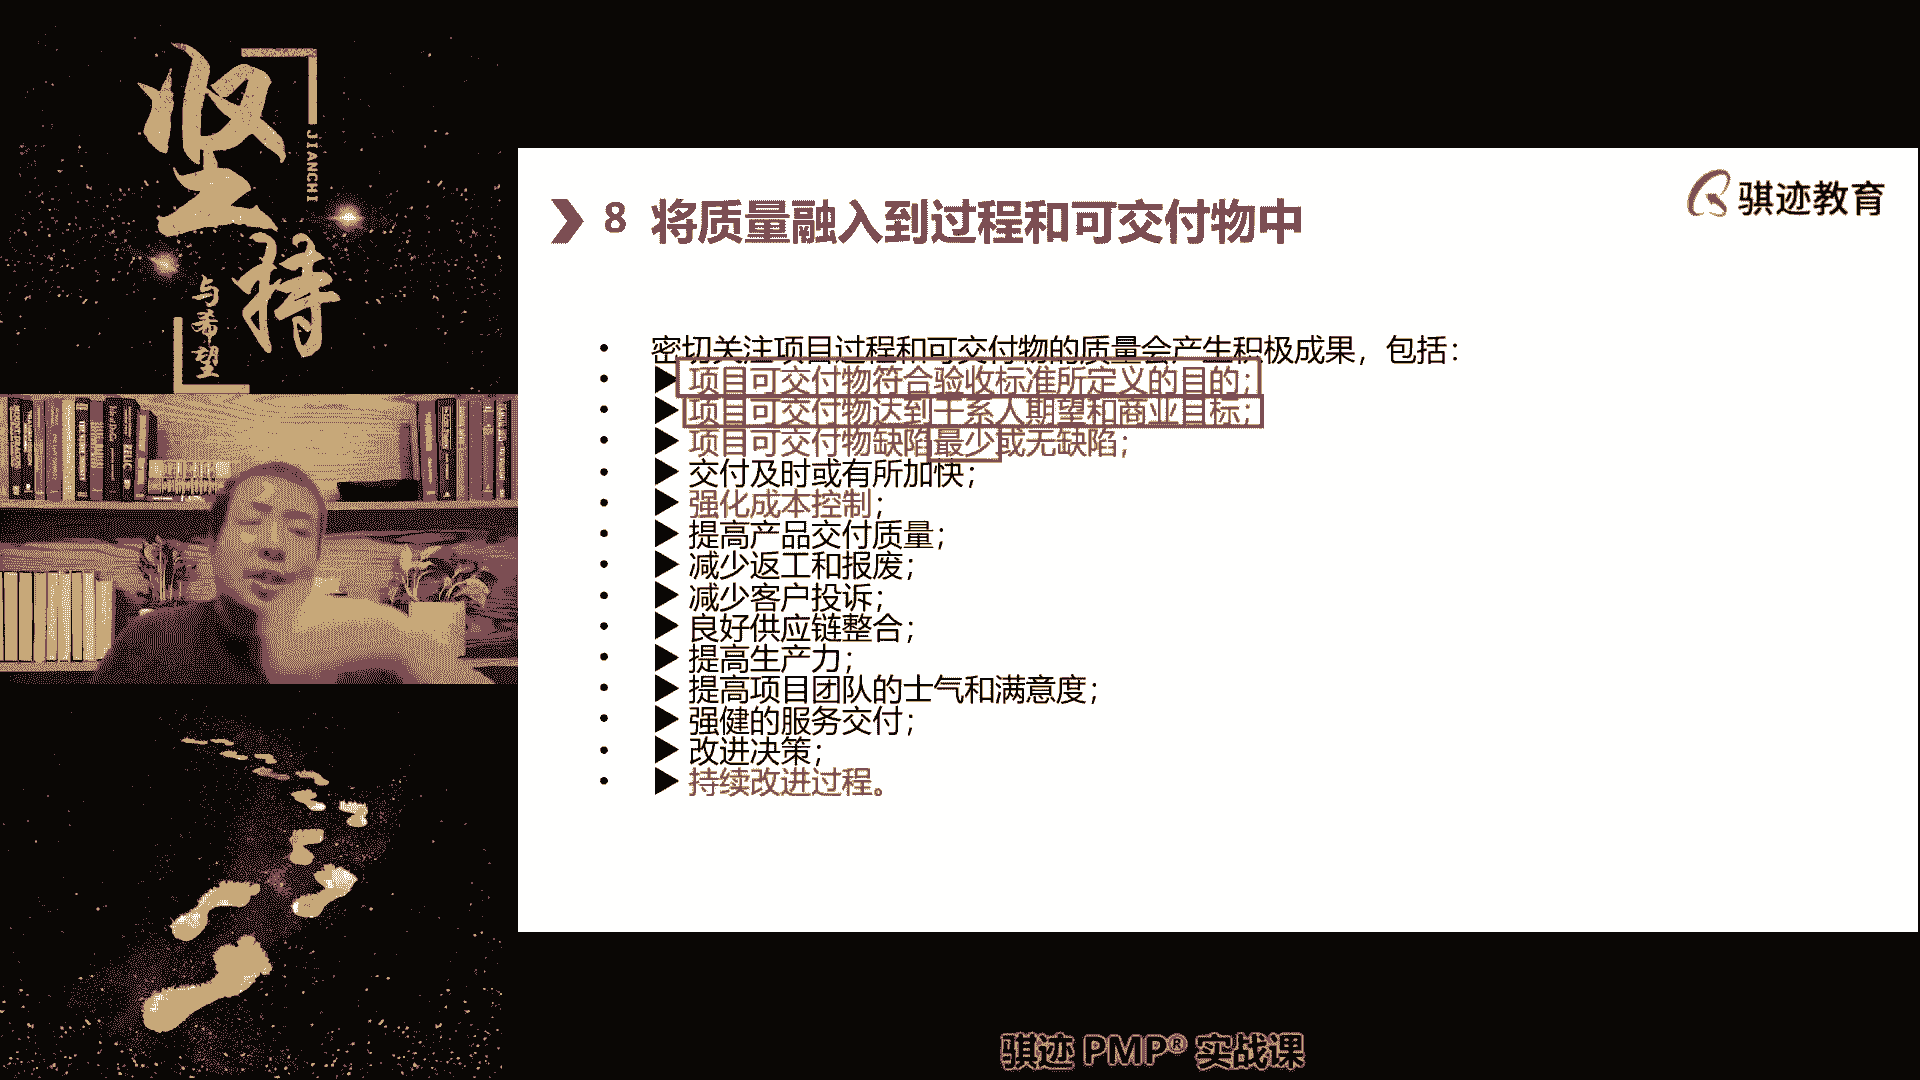 坚持
JIANCHI
与希望
骐迹教育
8 将质量融入到过程和可交付物中
• 密切关注项目过程和可交付物的质量会产生积极成果，包括：
• ▶ 项目可交付物符合验收标准所定义的目的；
• ▶ 项目可交付物达到干系人期望和商业目标；
• ▶ 项目可交付物缺陷最少或无缺陷；
• ▶ 交付及时或有所加快；
• ▶ 强化成本控制；
• ▶ 提高产品交付质量；
• ▶ 减少返工和报废；
• ▶ 减少客户投诉；
• ▶ 良好供应链整合；
• ▶ 提高生产力；
• ▶ 提高项目团队的士气和满意度；
• ▶ 强健的服务交付；
• ▶ 改进决策；
• ▶ 持续改进过程。
骐迹 PMP® 实战课